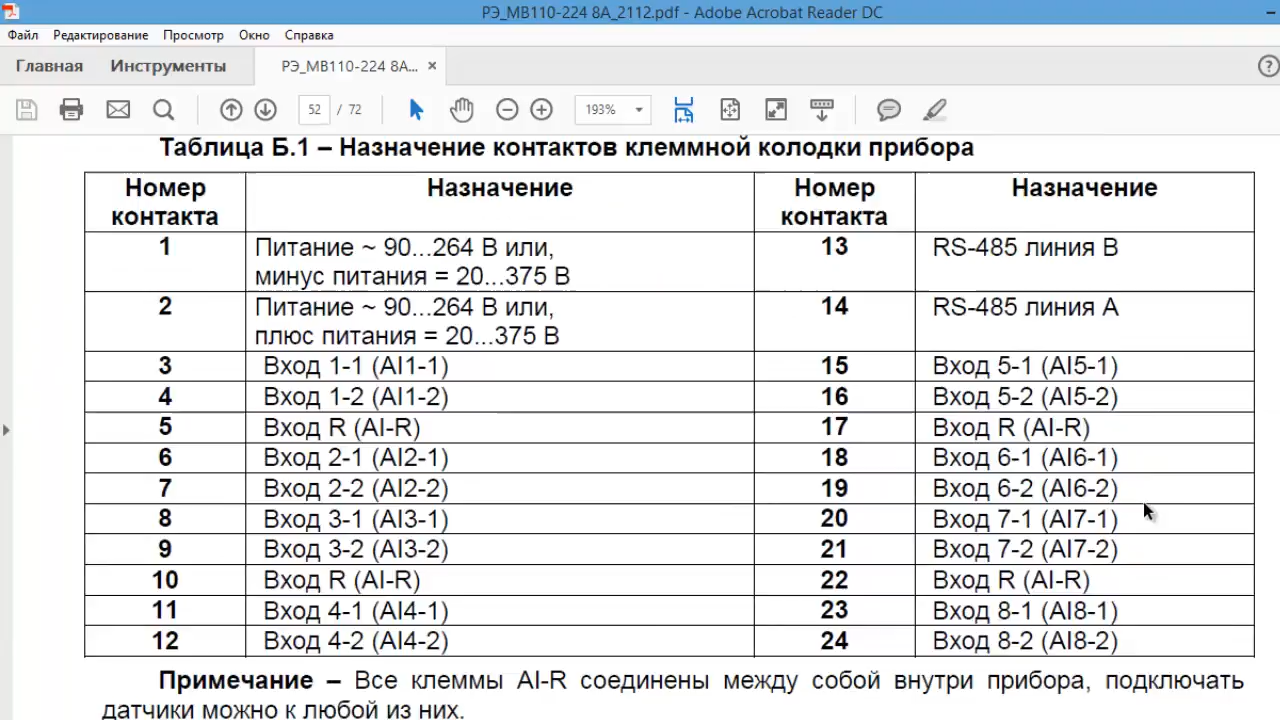 РЭ_МВ110-224 8А_2112.pdf - Adobe Acrobat Reader DC
Файл Редактирование Просмотр Окно Справка
Главная Инструменты РЭ_МВ110-224 8А... ×
52 / 72 193%
Таблица Б.1 – Назначение контактов клеммной колодки прибора
Номер контакта Назначение Номер контакта Назначение
1 Питание ~ 90...264 В или, 13 RS-485 линия В
минус питания = 20...375 В
2 Питание ~ 90...264 В или, 14 RS-485 линия А
плюс питания = 20...375 В
3 Вход 1-1 (AI1-1) 15 Вход 5-1 (AI5-1)
4 Вход 1-2 (AI1-2) 16 Вход 5-2 (AI5-2)
5 Вход R (AI-R) 17 Вход R (AI-R)
6 Вход 2-1 (AI2-1) 18 Вход 6-1 (AI6-1)
7 Вход 2-2 (AI2-2) 19 Вход 6-2 (AI6-2)
8 Вход 3-1 (AI3-1) 20 Вход 7-1 (AI7-1)
9 Вход 3-2 (AI3-2) 21 Вход 7-2 (AI7-2)
10 Вход R (AI-R) 22 Вход R (AI-R)
11 Вход 4-1 (AI4-1) 23 Вход 8-1 (AI8-1)
12 Вход 4-2 (AI4-2) 24 Вход 8-2 (AI8-2)
Примечание – Все клеммы AI-R соединены между собой внутри прибора, подключать
датчики можно к любой из них.